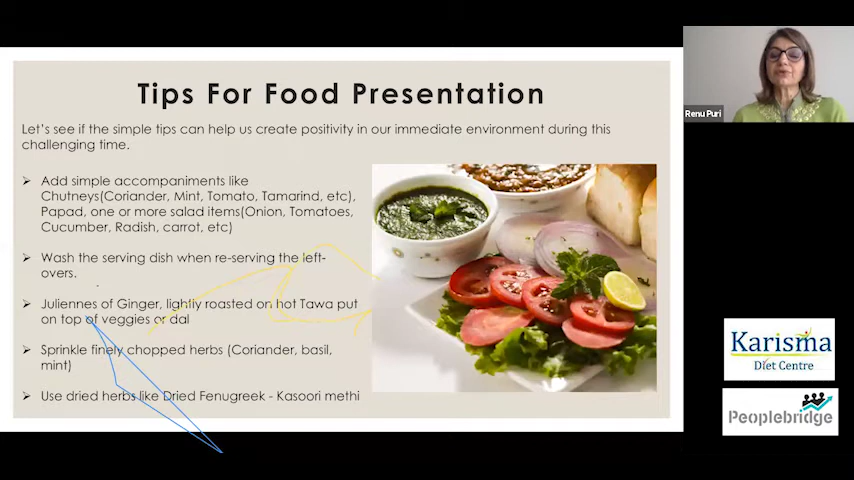 Tips For Food Presentation
Let's see if the simple tips can help us create positivity in our immediate environment during this
challenging time.
Add simple accompaniments like
Chutneys(Coriander, Mint, Tomato, Tamarind, etc),
Papad, one or more salad items(Onion, Tomatoes,
Cucumber, Radish, carrot, etc)
Wash the serving dish when re-serving the left-
overs.
Juliennes of Ginger, lightly roasted on hot Tawa put
on top of veggies or dal
Sprinkle finely chopped herbs (Coriander, basil,
mint)
Use dried herbs like Dried Fenugreek - Kasoori methi
Renu Puri
Karisma
Diet Centre
Peoplebridge